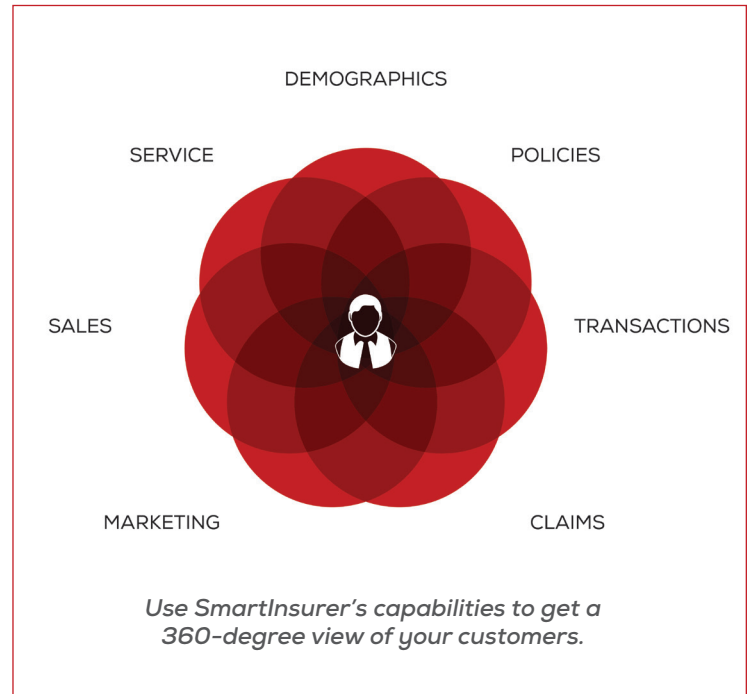 DEMOGRAPHICS
SERVICE
POLICIES
SALES
TRANSACTIONS
MARKETING
CLAIMS
Use SmartInsurer’s capabilities to get a
360-degree view of your customers.